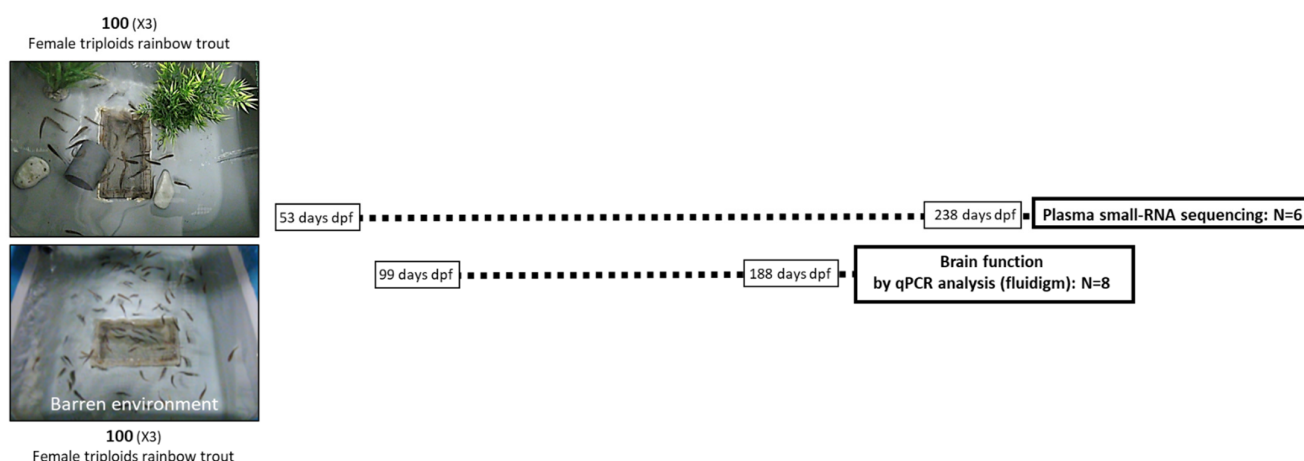 100 (X3)
Female triploids rainbow trout
53 days dpf
238 days dpf
Plasma small-RNA sequencing: N=6
99 days dpf
188 days dpf
Brain function
by qPCR analysis (fluidigm): N=8
Barren environment
100 (X3)
Female triploids rainbow trout